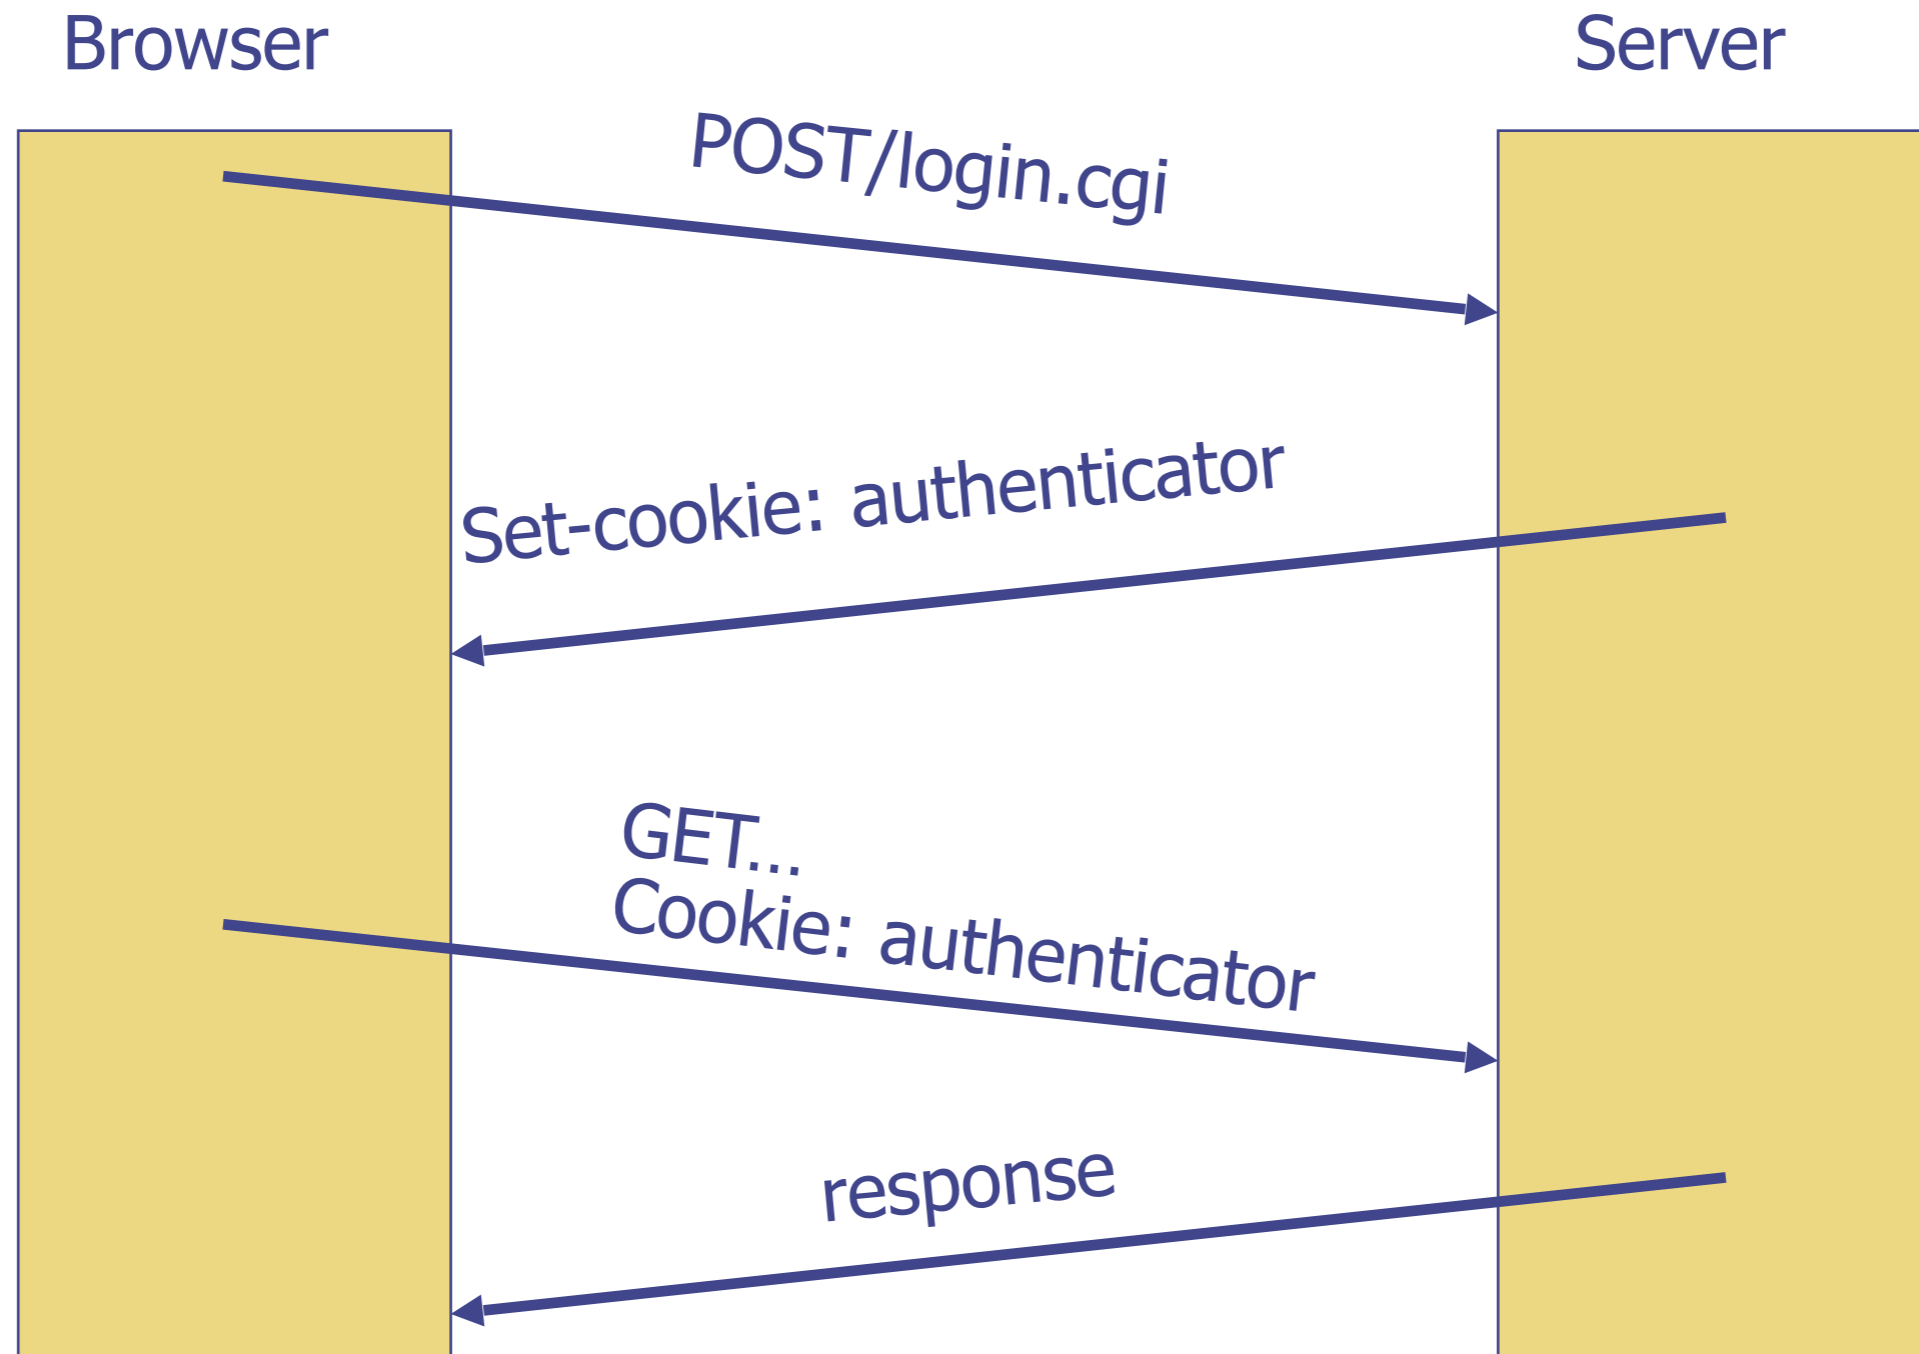 Browser
Server
POST/login.cgi
Set-cookie: authenticator
GET...
Cookie: authenticator
response